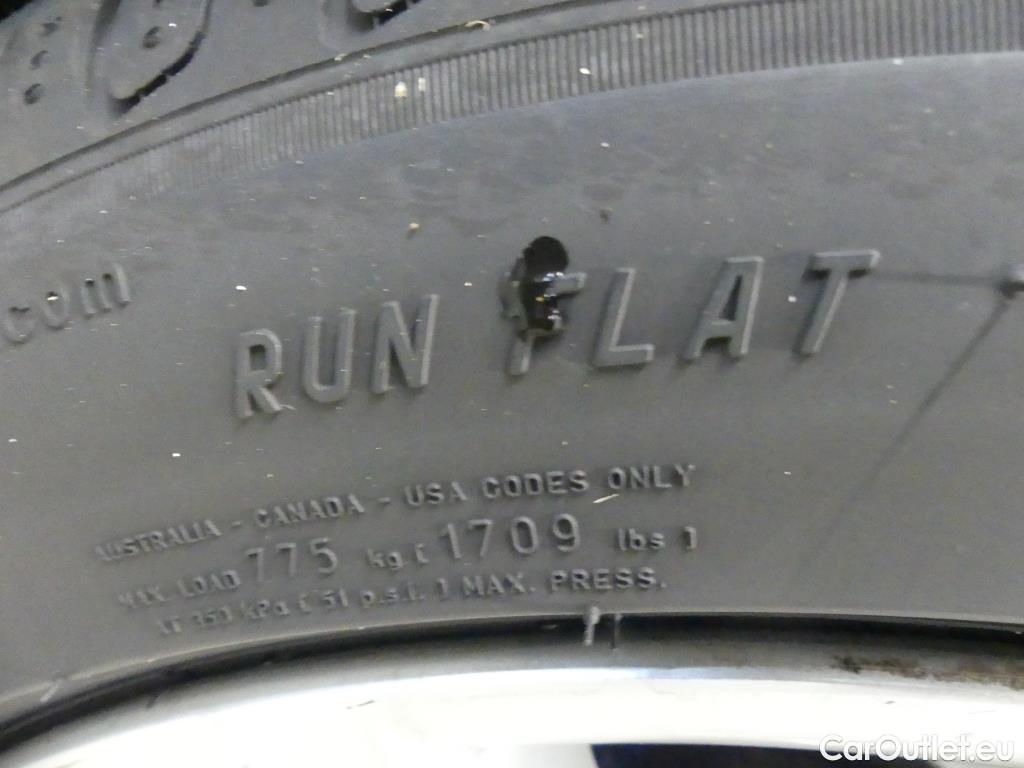 com
RUN FLAT
AUSTRALIA - CANADA - USA CODES ONLY
MAX. LOAD 775 kg ( 1709 lbs )
AT 350 kPa ( 51 p.s.i. ) MAX. PRESS.
CarOutlet.eu